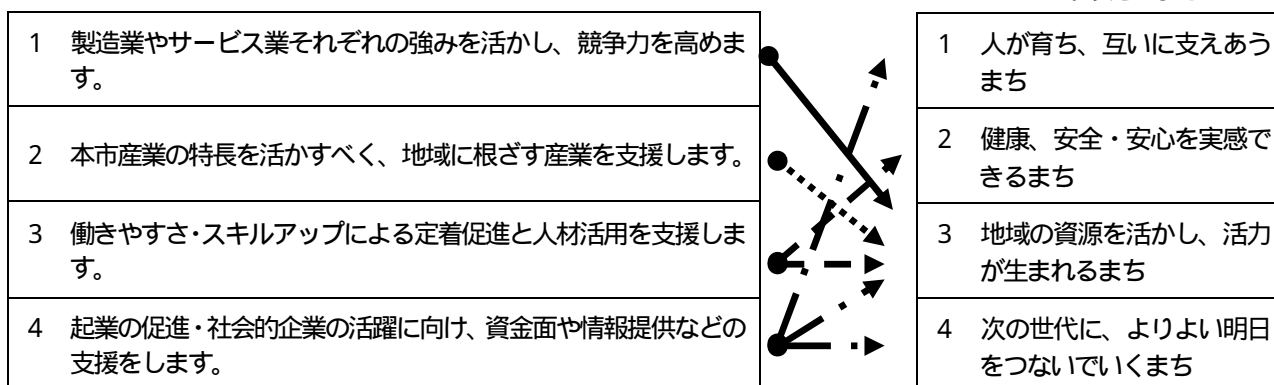 1 製造業やサービス業それぞれの強みを活かし、競争力を高めま
す。
2 本市産業の特長を活かすべく、地域に根ざす産業を支援します。
3 働きやすさ・スキルアップによる定着促進と人材活用を支援しま
す。
4 起業の促進・社会的企業の活躍に向け、資金面や情報提供などの
支援をします。
1 人が育ち、互いに支えあう
まち
2 健康、安全・安心を実感で
きるまち
3 地域の資源を活かし、活力
が生まれるまち
4 次の世代に、よりよい明日
をつないでいくまち